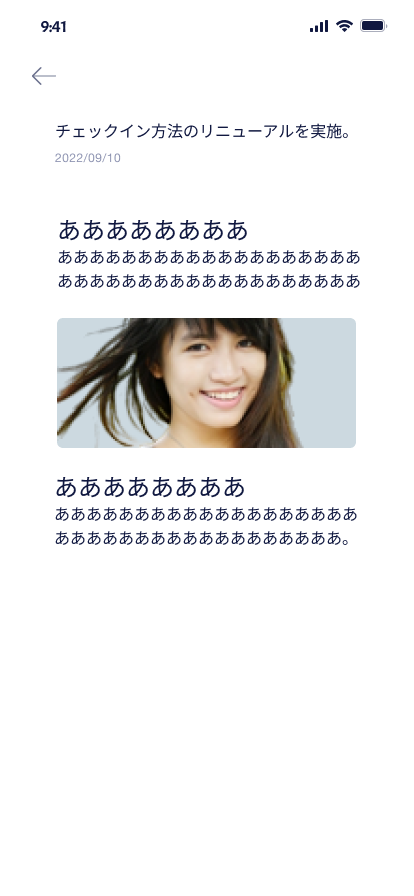 9:41
チェックイン方法のリニューアルを実施。
2022/09/10
ああああああああ
あああああああああああああああああああ
あああああああああああああああああああ
ああああああああ
あああああああああああああああああああ
ああああああああああああああああああ。